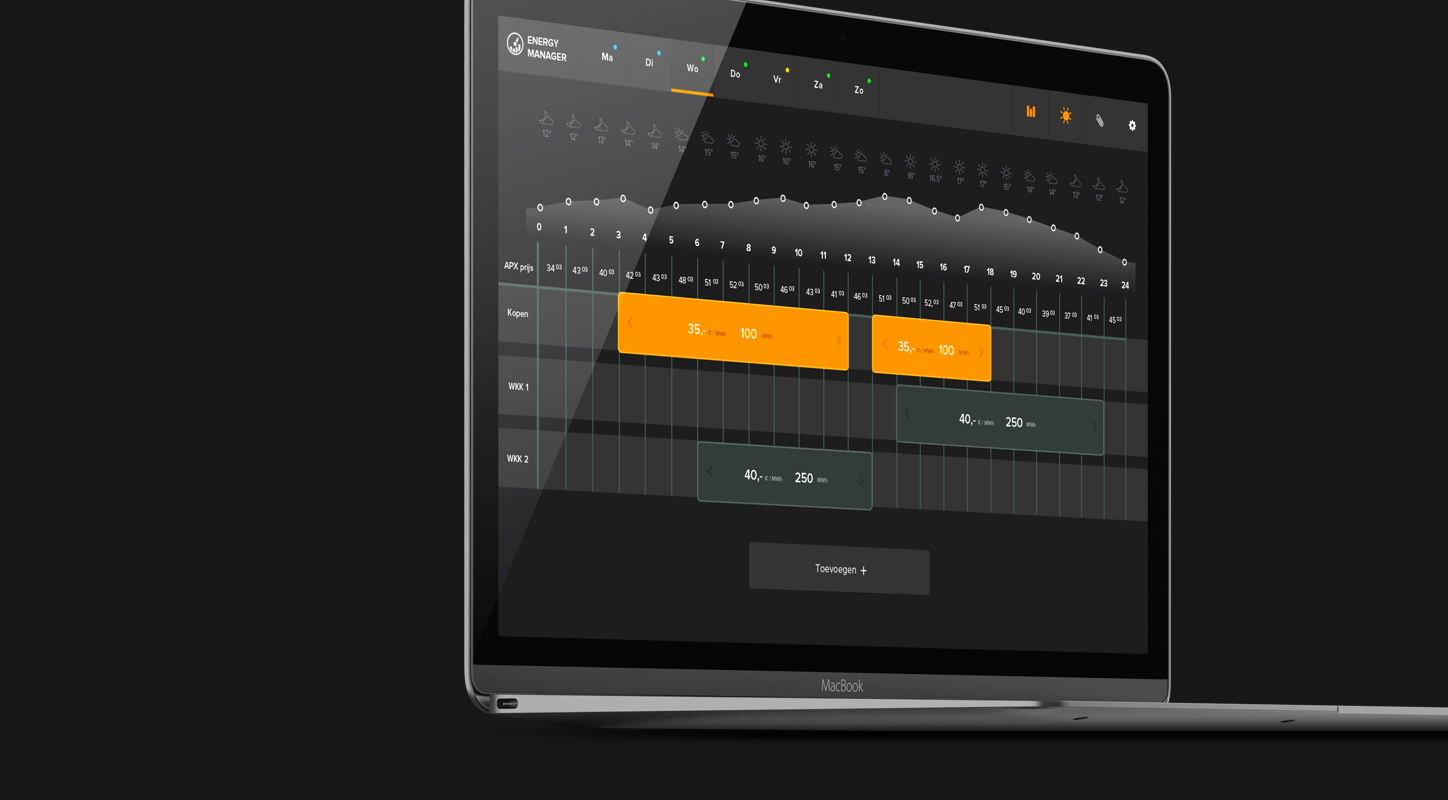 ENERGY
MANAGER
Ma Di Wo Do Vr Za Zo
12° 12° 13° 14° 14° 14° 15° 15° 16° 16° 16° 15° 15° 8° 16° 16.5° 17° 17° 15° 14° 14° 13° 12° 12°
0 1 2 3 4 5 6 7 8 9 10 11 12 13 14 15 16 17 18 19 20 21 22 23 24
APX prijs 34 03 43 03 40 03 42 03 43 03 48 03 51 03 52 03 50 03 46 03 43 03 41 03 46 03 51 03 50 03 52, 03 47 03 51 03 45 03 40 03 39 03 37 03 41 03 45 03
Kopen 35,- € / MWh 100 MWh 35,- € / MWh 100 MWh
WKK 1 40,- € / MWh 250 MWh
WKK 2 40,- € / MWh 250 MWh
Toevoegen +
MacBook